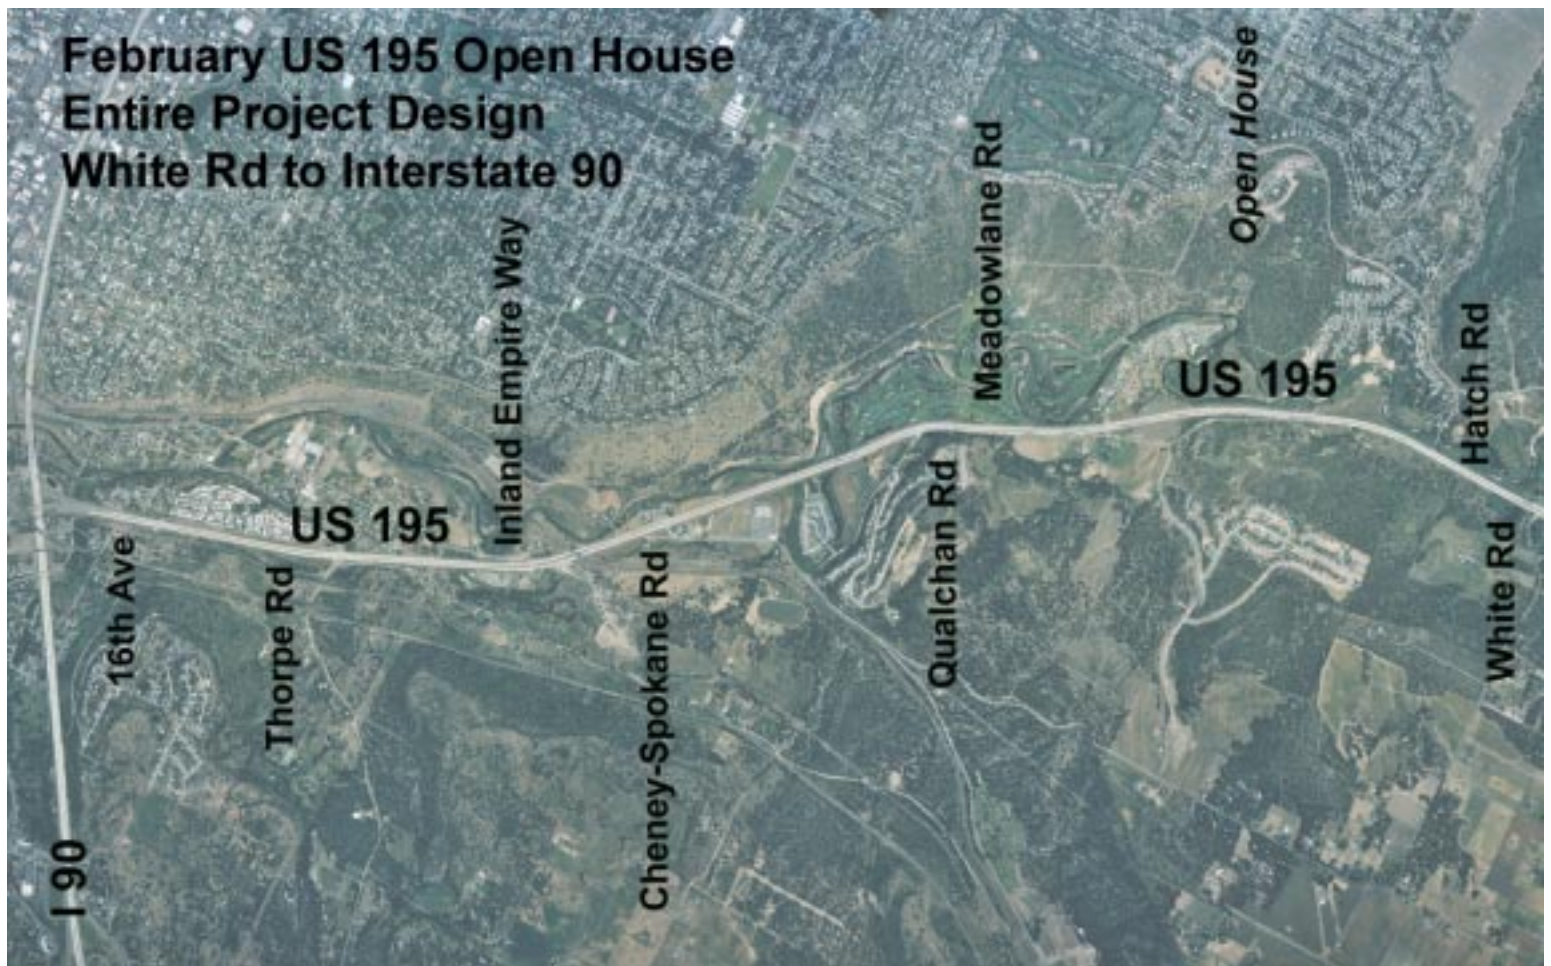 February US 195 Open House
Entire Project Design
White Rd to Interstate 90
Open House
Meadowlane Rd
Inland Empire Way
Hatch Rd
US 195
US 195
Qualchan Rd
White Rd
16th Ave
Thorpe Rd
Cheney-Spokane Rd
I 90